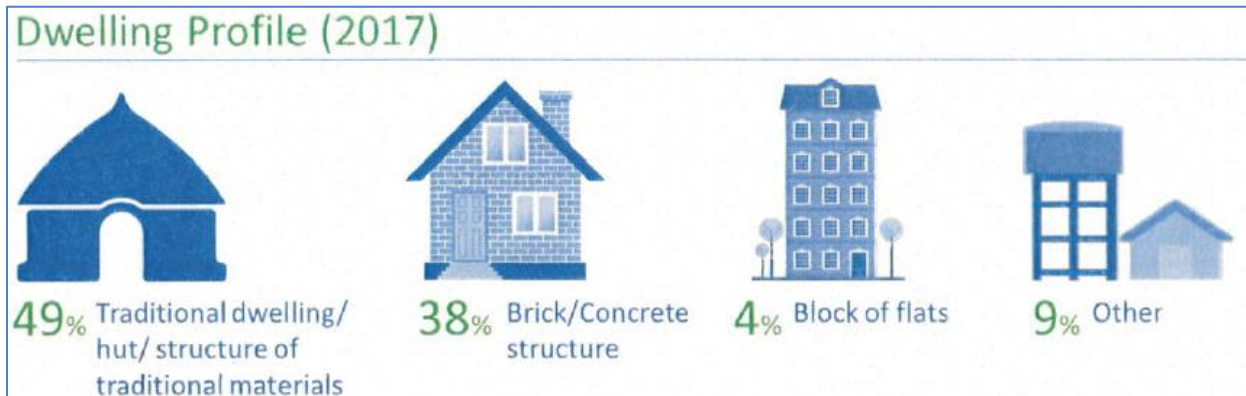 Dwelling Profile (2017)
49% Traditional dwelling/
hut/ structure of
traditional materials
38% Brick/Concrete
structure
4% Block of flats
9% Other